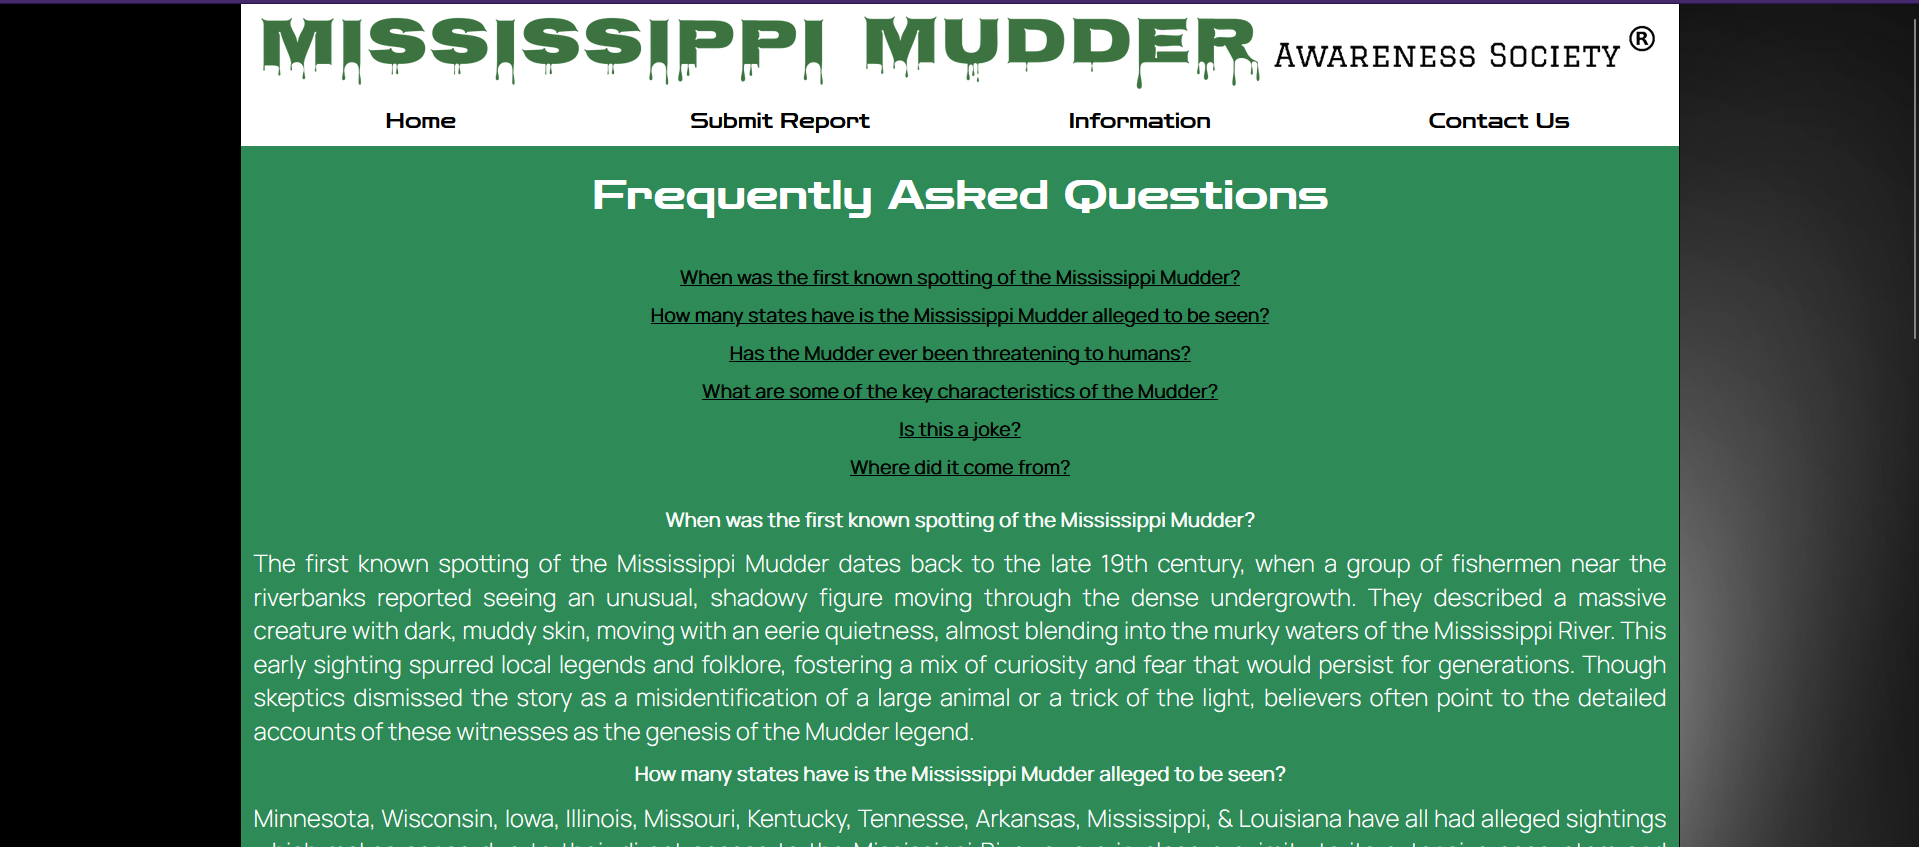 MISSISSIPPI MUDDER AWARENESS SOCIETY ®
Home Submit Report Information Contact Us
Frequently Asked Questions
When was the first known spotting of the Mississippi Mudder?
How many states have is the Mississippi Mudder alleged to be seen?
Has the Mudder ever been threatening to humans?
What are some of the key characteristics of the Mudder?
Is this a joke?
Where did it come from?
When was the first known spotting of the Mississippi Mudder?
The first known spotting of the Mississippi Mudder dates back to the late 19th century, when a group of fishermen near the
riverbanks reported seeing an unusual, shadowy figure moving through the dense undergrowth. They described a massive
creature with dark, muddy skin, moving with an eerie quietness, almost blending into the murky waters of the Mississippi River. This
early sighting spurred local legends and folklore, fostering a mix of curiosity and fear that would persist for generations. Though
skeptics dismissed the story as a misidentification of a large animal or a trick of the light, believers often point to the detailed
accounts of these witnesses as the genesis of the Mudder legend.
How many states have is the Mississippi Mudder alleged to be seen?
Minnesota, Wisconsin, Iowa, Illinois, Missouri, Kentucky, Tennesse, Arkansas, Mississippi, & Louisiana have all had alleged sightings